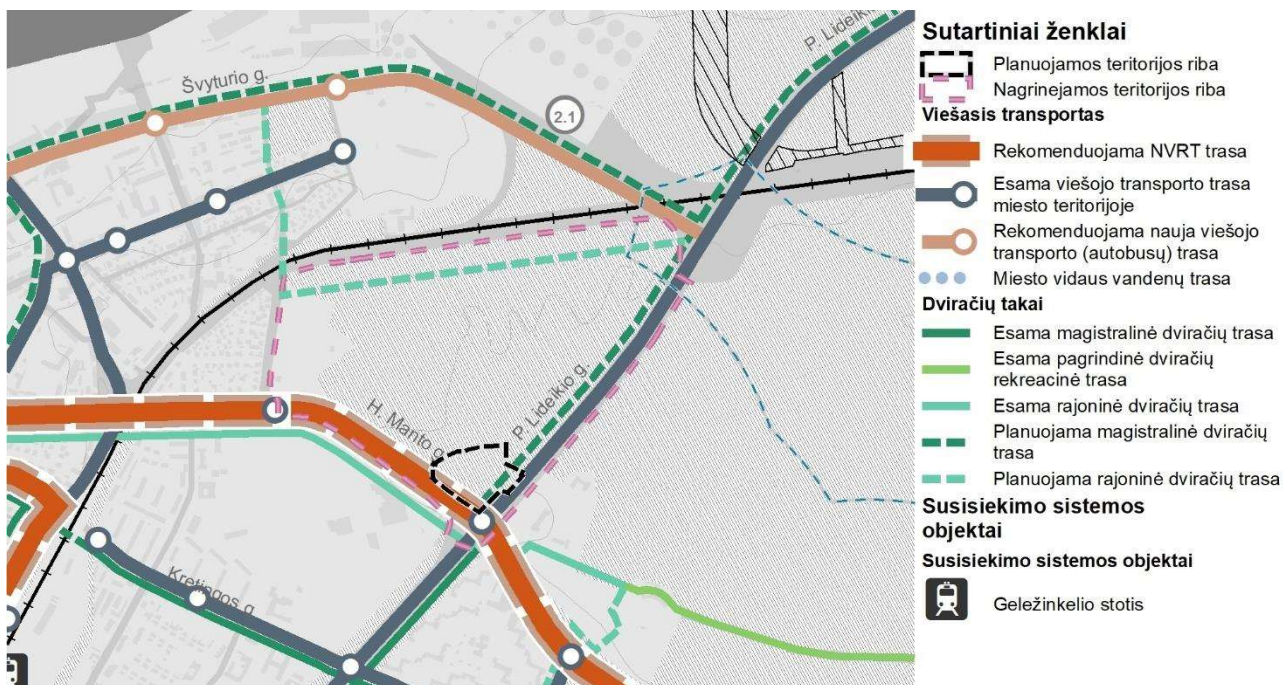 Švyturio g.
P. Lideikio g.
2.1
P. Lideikio g.
H. Manto g.
Kretingos g.
Sutartiniai ženklai
Planuojamos teritorijos riba
Nagrinejamos teritorijos riba
Viešasis transportas
Rekomenduojama NVRT trasa
Esama viešojo transporto trasa
miesto teritorijoje
Rekomenduojama nauja viešojo
transporto (autobusų) trasa
Miesto vidaus vandenų trasa
Dviračių takai
Esama magistralinė dviračių trasa
Esama pagrindinė dviračių
rekreacinė trasa
Esama rajoninė dviračių trasa
Planuojama magistralinė dviračių
trasa
Planuojama rajoninė dviračių trasa
Susisiekimo sistemos
objektai
Susisiekimo sistemos objektai
Geležinkelio stotis